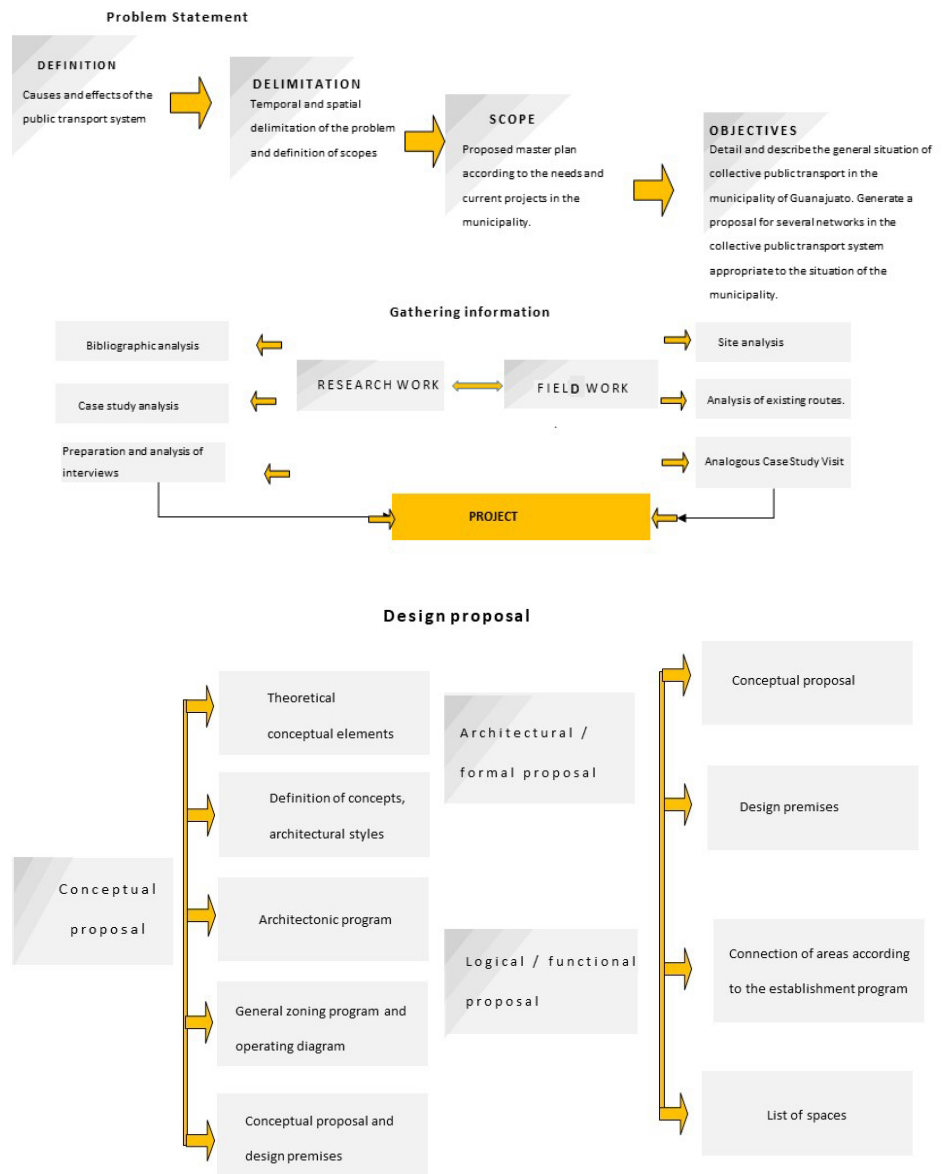 Problem Statement
DEFINITION
Causes and effects of the
public transport system
DELIMITATION
Temporal and spatial
delimitation of the problem
and definition of scopes
SCOPE
Proposed master plan
according to the needs and
current projects in the
municipality.
OBJECTIVES
Detail and describe the general situation of
collective public transport in the
municipality of Guanajuato. Generate a
proposal for several networks in the
collective public transport system
appropriate to the situation of the
municipality.
Gathering information
Bibliographic analysis
Case study analysis
Preparation and analysis of
interviews
RESEARCH WORK
FIELD WORK
.
Site analysis
Analysis of existing routes.
Analogous Case Study Visit
PROJECT
Design proposal
Conceptual
proposal
Theoretical
conceptual elements
Definition of concepts,
architectural styles
Architectonic program
General zoning program and
operating diagram
Conceptual proposal and
design premises
Architectural /
formal proposal
Logical / functional
proposal
Conceptual proposal
Design premises
Connection of areas according
to the establishment program
List of spaces